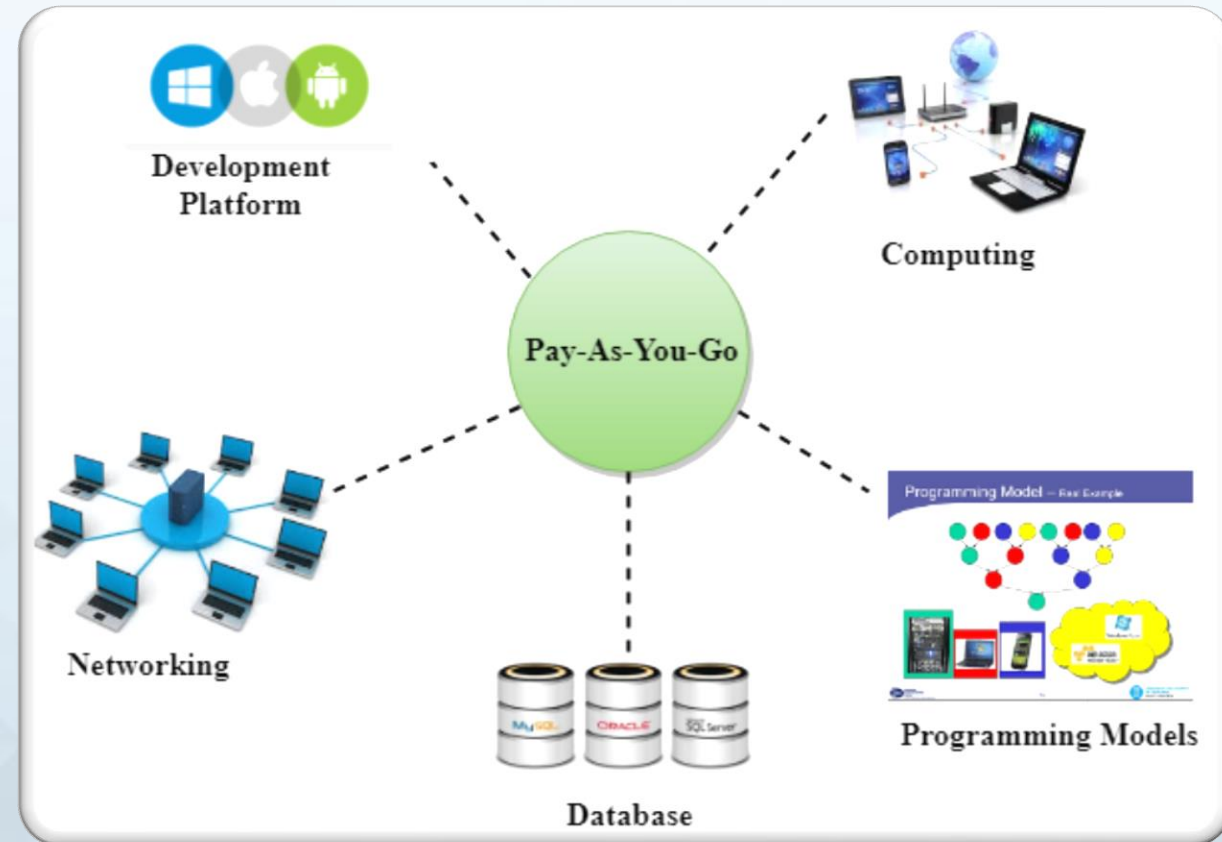 Development
Platform
Computing
Pay-As-You-Go
Programming Model – Real Example
Networking
MySQL
ORACLE
SQL Server
Programming Models
Database